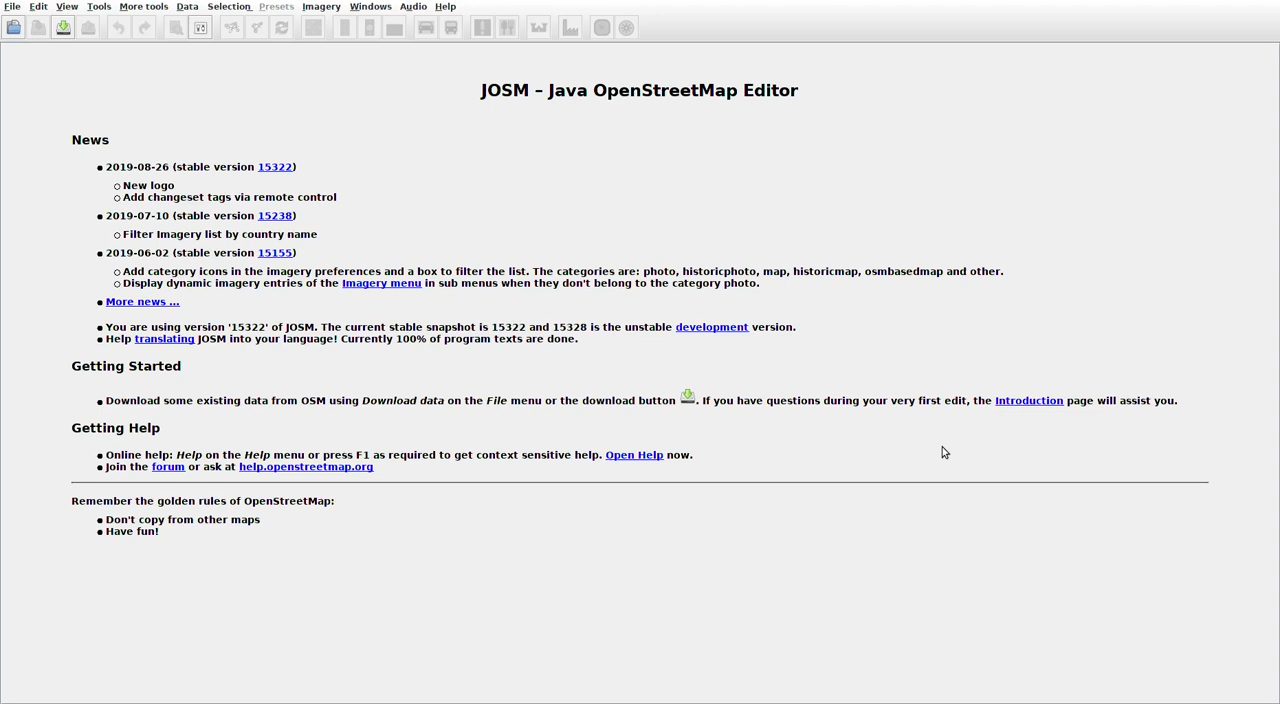 File Edit View Tools More tools Data Selection Presets Imagery Windows Audio Help
JOSM – Java OpenStreetMap Editor
News
2019-08-26 (stable version 15322)
New logo
Add changeset tags via remote control
2019-07-10 (stable version 15238)
Filter Imagery list by country name
2019-06-02 (stable version 15155)
Add category icons in the imagery preferences and a box to filter the list. The categories are: photo, historicphoto, map, historicmap, osmbasedmap and other.
Display dynamic imagery entries of the Imagery menu in sub menus when they don't belong to the category photo.
More news ...
You are using version '15322' of JOSM. The current stable snapshot is 15322 and 15328 is the unstable development version.
Help translating JOSM into your language! Currently 100% of program texts are done.
Getting Started
Download some existing data from OSM using Download data on the File menu or the download button . If you have questions during your very first edit, the Introduction page will assist you.
Getting Help
Online help: Help on the Help menu or press F1 as required to get context sensitive help. Open Help now.
Join the forum or ask at help.openstreetmap.org
Remember the golden rules of OpenStreetMap:
Don't copy from other maps
Have fun!